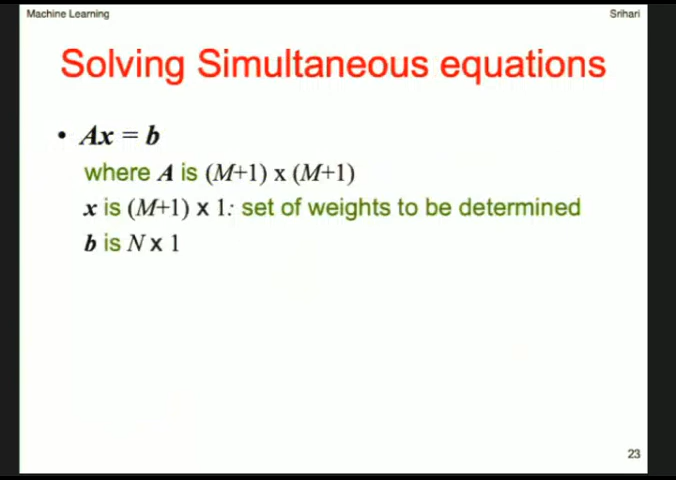 Machine Learning
Srihari
Solving Simultaneous equations
• Ax = b
where A is (M+1) x (M+1)
x is (M+1) x 1: set of weights to be determined
b is N x 1
23